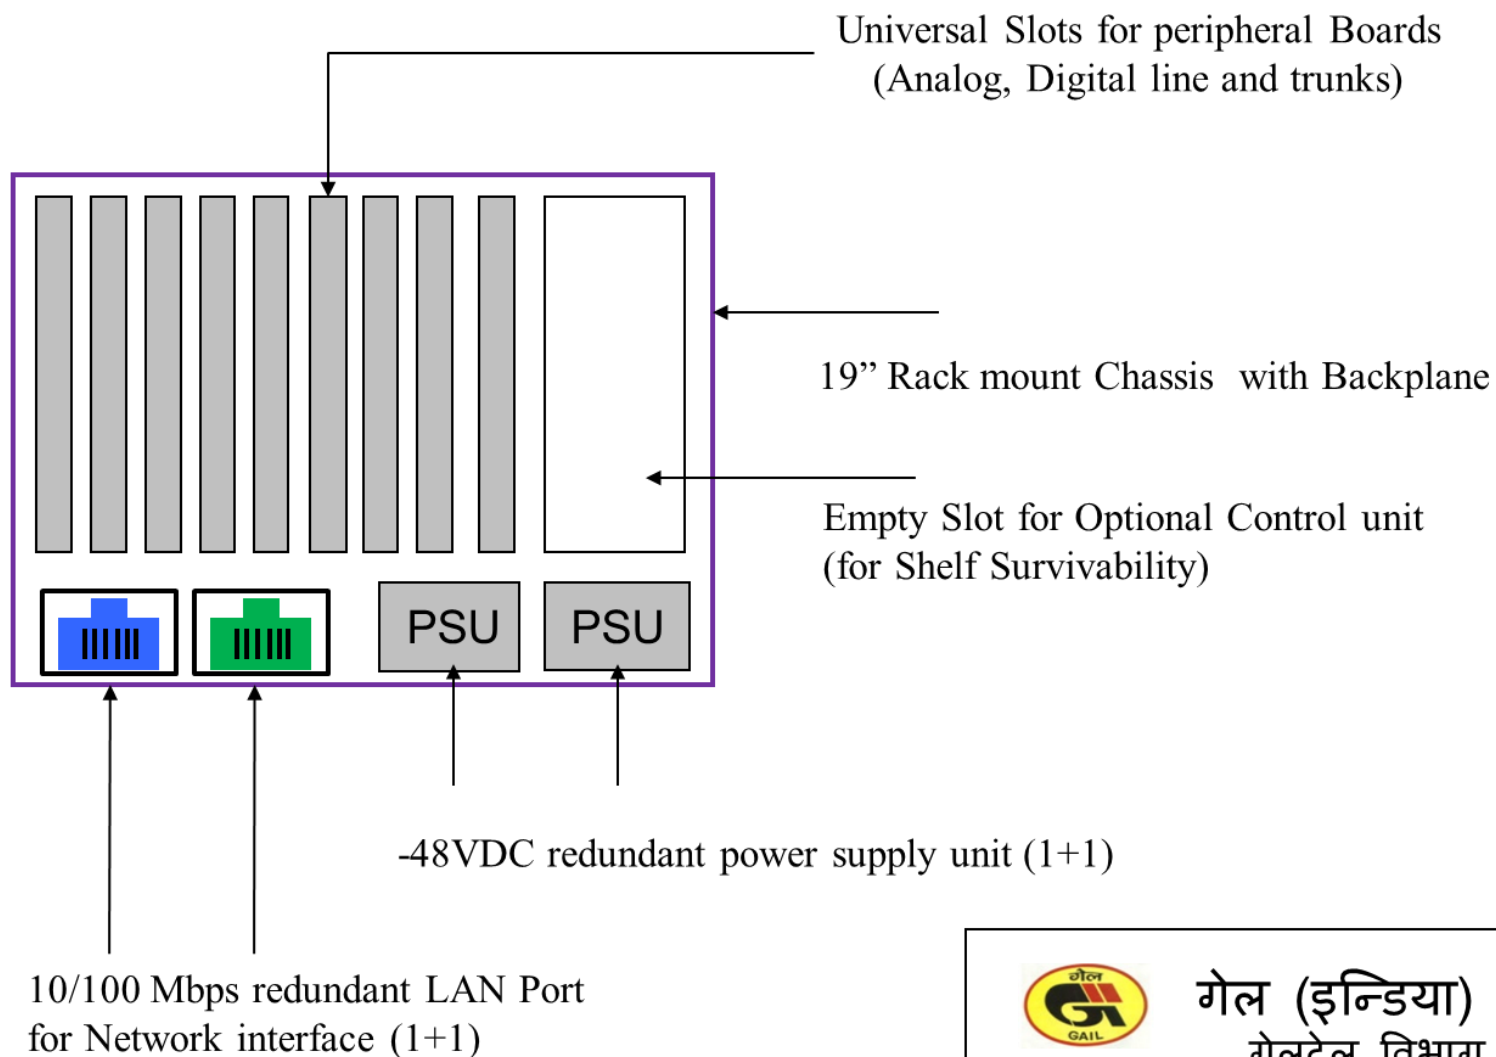 Universal Slots for peripheral Boards
(Analog, Digital line and trunks)
19” Rack mount Chassis with Backplane
Empty Slot for Optional Control unit
(for Shelf Survivability)
PSU PSU
-48VDC redundant power supply unit (1+1)
10/100 Mbps redundant LAN Port
for Network interface (1+1)
गेल
GAIL
गेल (इन्डिया)
गेलटेल विभाग